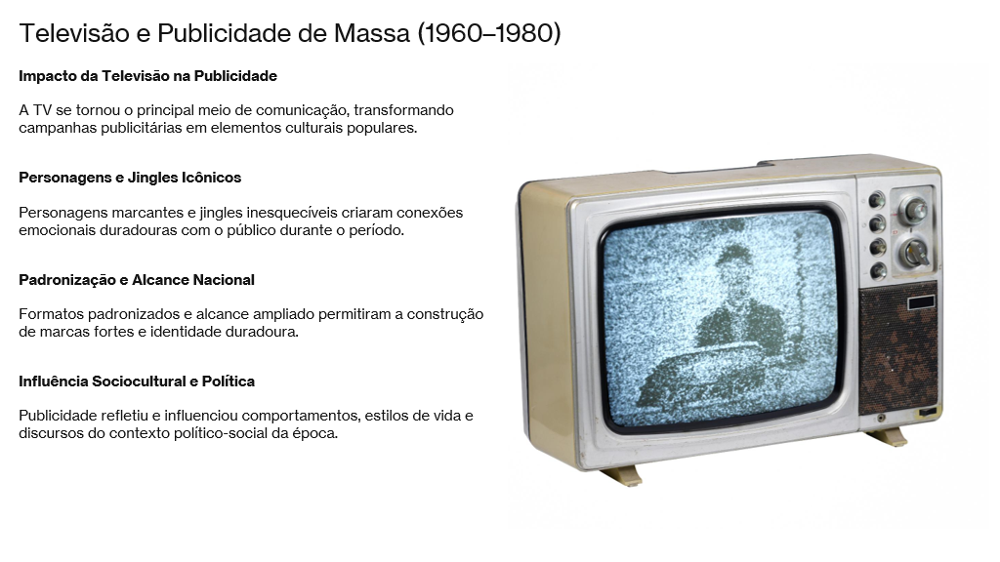 Televisão e Publicidade de Massa (1960–1980)
Impacto da Televisão na Publicidade
A TV se tornou o principal meio de comunicação, transformando
campanhas publicitárias em elementos culturais populares.
Personagens e Jingles Icônicos
Personagens marcantes e jingles inesquecíveis criaram conexões
emocionais duradouras com o público durante o período.
Padronização e Alcance Nacional
Formatos padronizados e alcance ampliado permitiram a construção
de marcas fortes e identidade duradoura.
Influência Sociocultural e Política
Publicidade refletiu e influenciou comportamentos, estilos de vida e
discursos do contexto político-social da época.